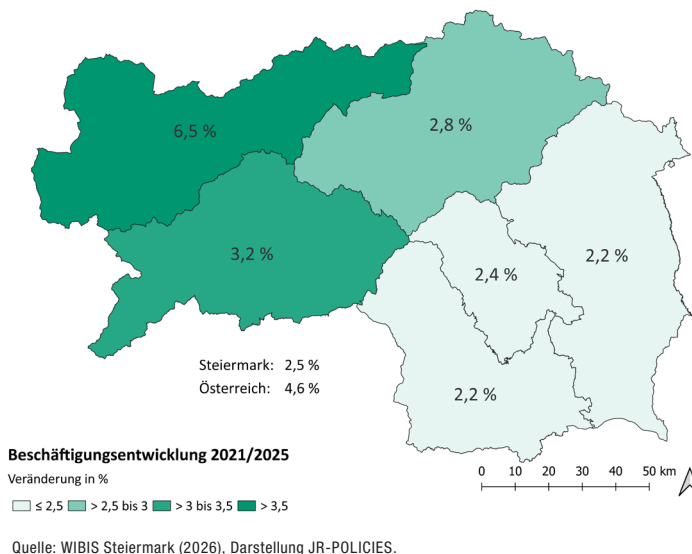 6,5 %
2,8 %
3,2 %
2,4 %
2,2 %
2,2 %
Steiermark: 2,5 %
Österreich: 4,6 %
Beschäftigungsentwicklung 2021/2025
Veränderung in %
≤ 2,5 > 2,5 bis 3 > 3 bis 3,5 > 3,5
0 10 20 30 40 50 km
Quelle: WIBIS Steiermark (2026), Darstellung JR-POLICIES.